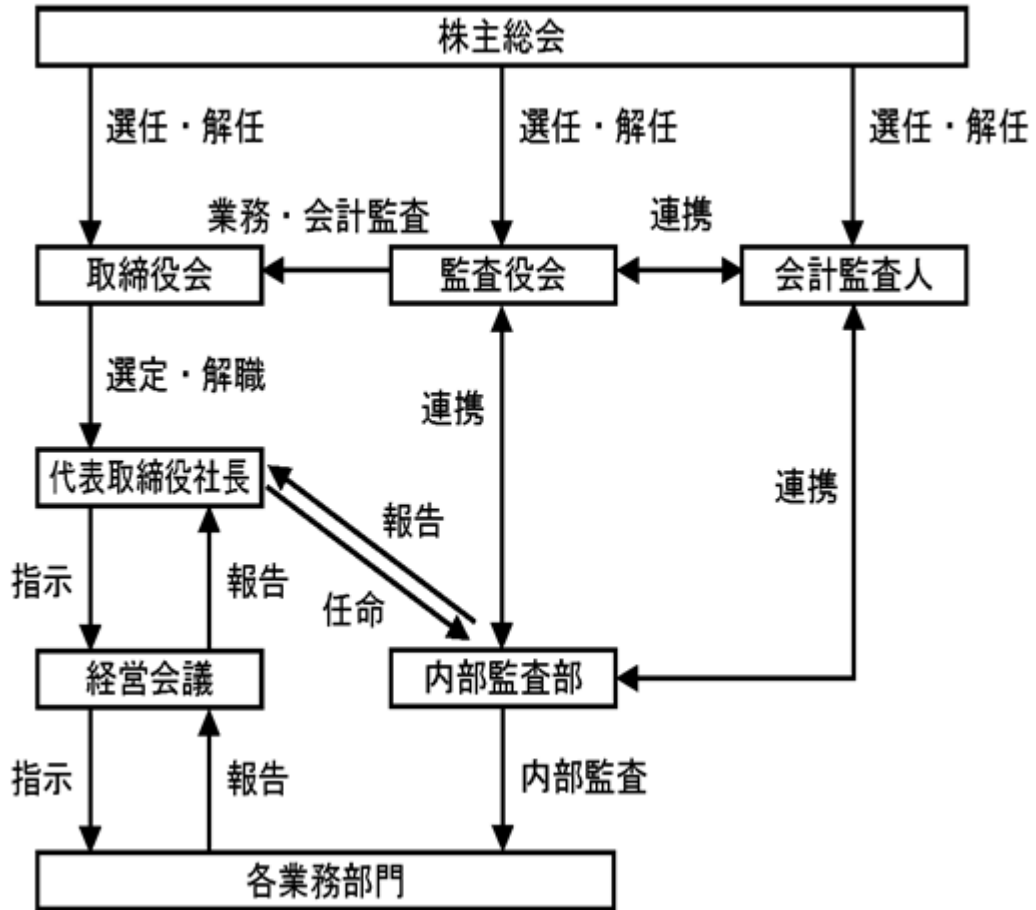 株主総会
選任・解任
選任・解任
選任・解任
業務・会計監査
連携
取締役会
監査役会
会計監査人
選定・解職
連携
代表取締役社長
連携
報告
指示
報告
任命
経営会議
内部監査部
指示
報告
内部監査
各業務部門